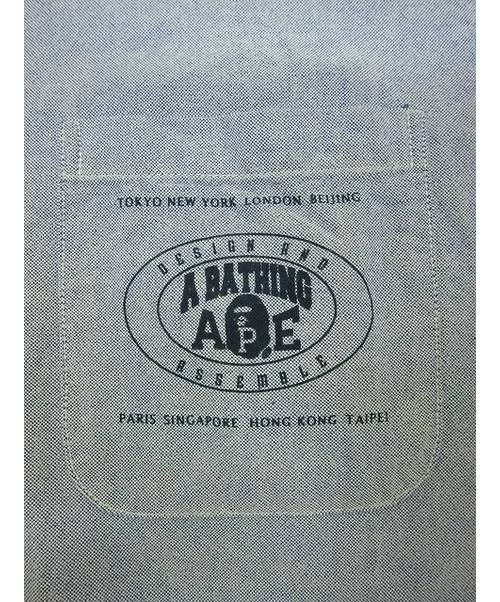 TOKYO NEW YORK LONDON BEIJING
DESIGN AND
A BATHING
APE
ASSEMBLE
PARIS SINGAPORE HONG KONG TAIPEI